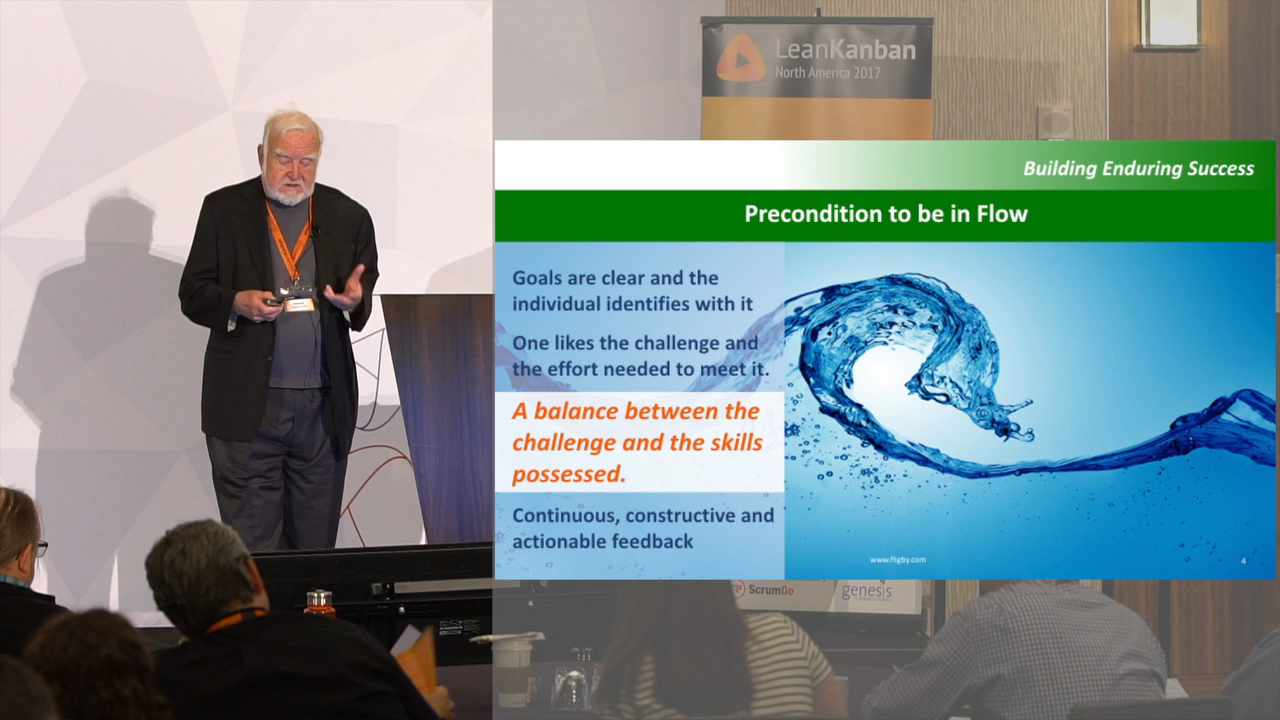 LeanKanban
North America 2017
Building Enduring Success
Precondition to be in Flow
Goals are clear and the
individual identifies with it
One likes the challenge and
the effort needed to meet it.
A balance between the
challenge and the skills
possessed.
Continuous, constructive and
actionable feedback
www.fligby.com
4
ScrumDo
genesis